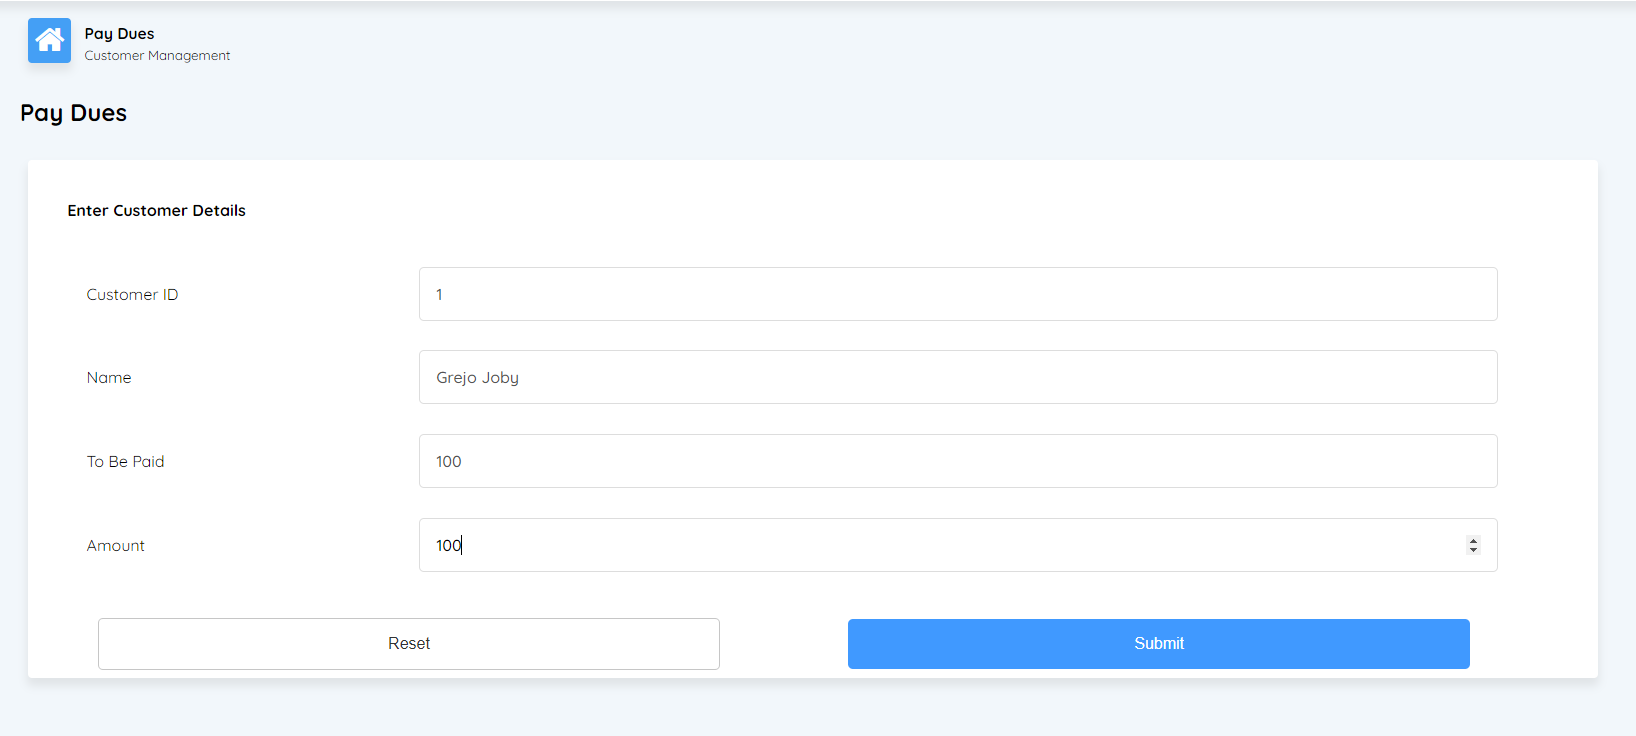 Pay Dues
Customer Management
Pay Dues
Enter Customer Details
Customer ID 1
Name Grejo Joby
To Be Paid 100
Amount 100
Reset Submit